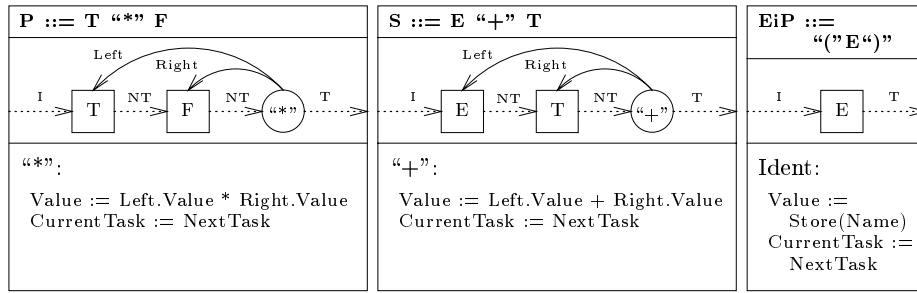 P ::= T “*” F
Left
Right
I
T
NT
F
NT
“*”
T
“*”:
Value := Left.Value * Right.Value
CurrentTask := NextTask
S ::= E “+” T
Left
Right
I
E
NT
T
NT
“+”
T
“+”:
Value := Left.Value + Right.Value
CurrentTask := NextTask
EiP ::=
“(”E“)”
I
E
T
Ident:
Value :=
Store(Name)
CurrentTask :=
NextTask